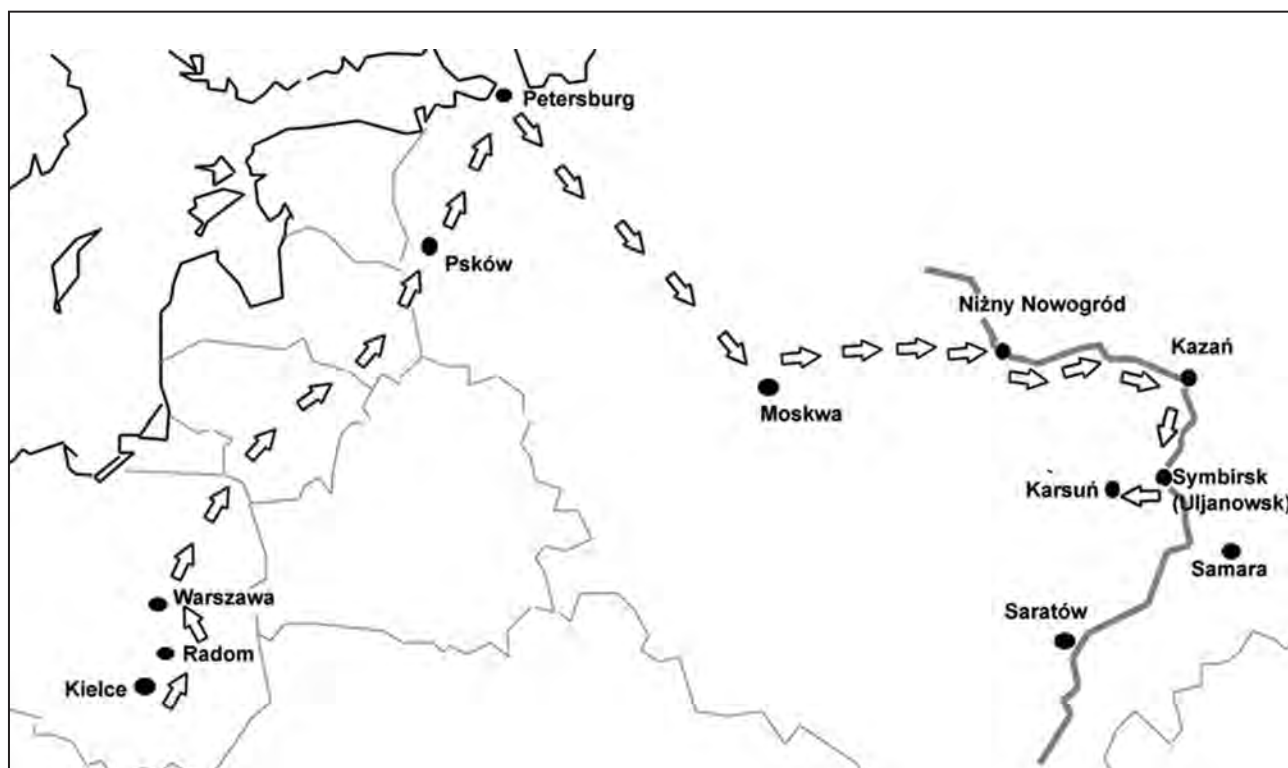 Petersburg
Psków
Niżny Nowogród
Kazań
Moskwa
Karsuń
Symbirsk
(Uljanowsk)
Samara
Warszawa
Saratów
Radom
Kielce